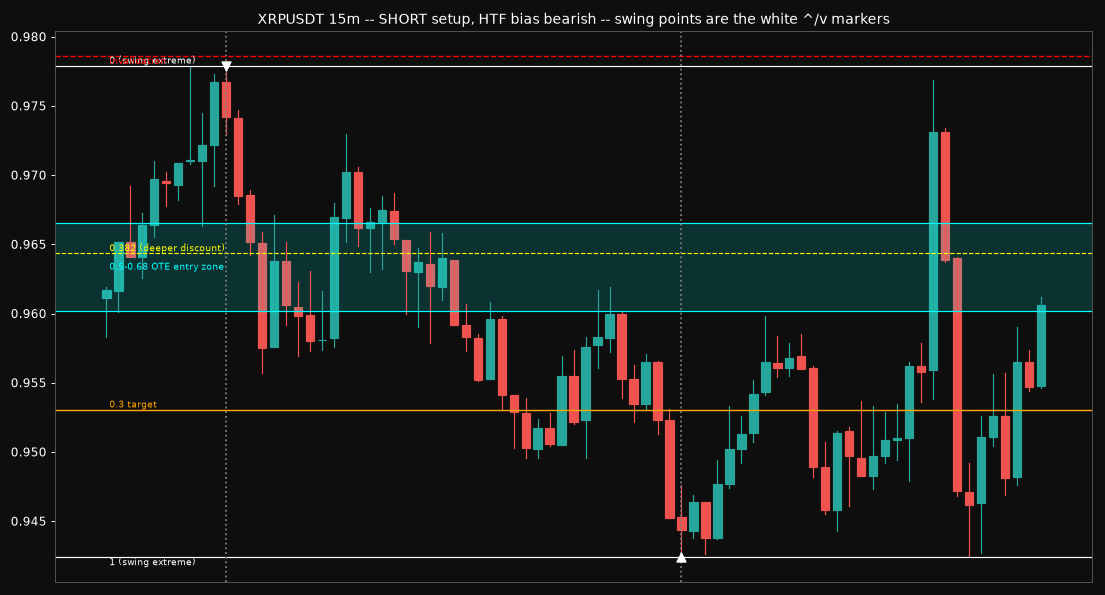 XRPUSDT 15m -- SHORT setup, HTF bias bearish -- swing points are the white ^/v markers
0.980
0 (swing extreme)
0.975
0.970
0.965
0.382 (deeper discount)
0.5-0.68 OTE entry zone
0.960
0.955
0.3 target
0.950
0.945
1 (swing extreme)